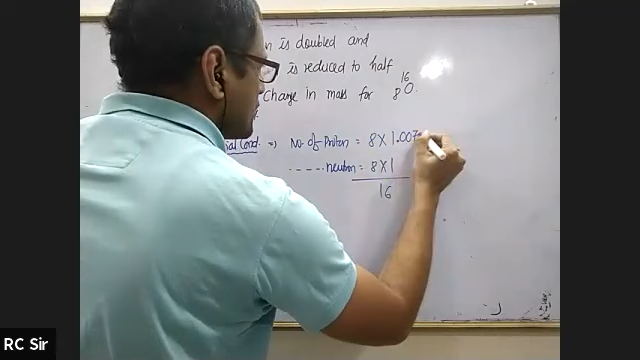 is doubled and
is reduced to half
Change in mass for ₈O¹⁶.
Cond. ⇒ No. of Proton = 8 × 1.007
----- neutron = 8 × 1
16
RC Sir